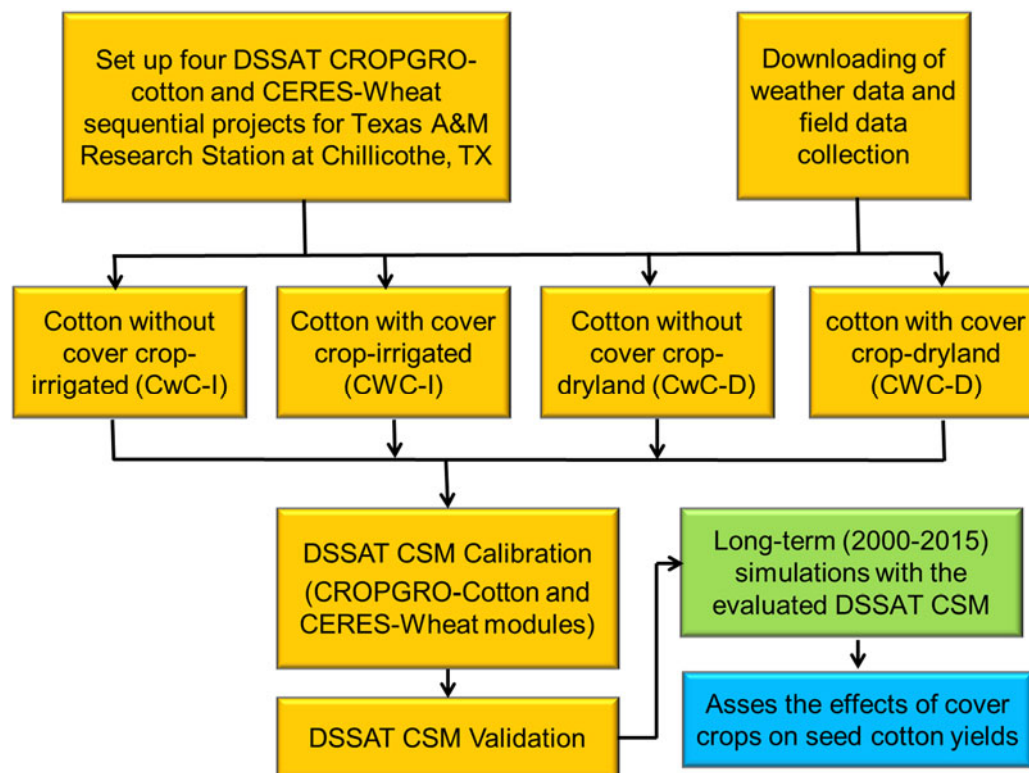 Set up four DSSAT CROPGRO-
cotton and CERES-Wheat
sequential projects for Texas A&M
Research Station at Chillicothe, TX
Downloading of
weather data and
field data
collection
Cotton without
cover crop-
irrigated (CwC-I)
Cotton with cover
crop-irrigated
(CWC-I)
Cotton without
cover crop-
dryland (CwC-D)
cotton with cover
crop-dryland
(CWC-D)
DSSAT CSM Calibration
(CROPGRO-Cotton and
CERES-Wheat modules)
Long-term (2000-2015)
simulations with the
evaluated DSSAT CSM
DSSAT CSM Validation
Asses the effects of cover
crops on seed cotton yields